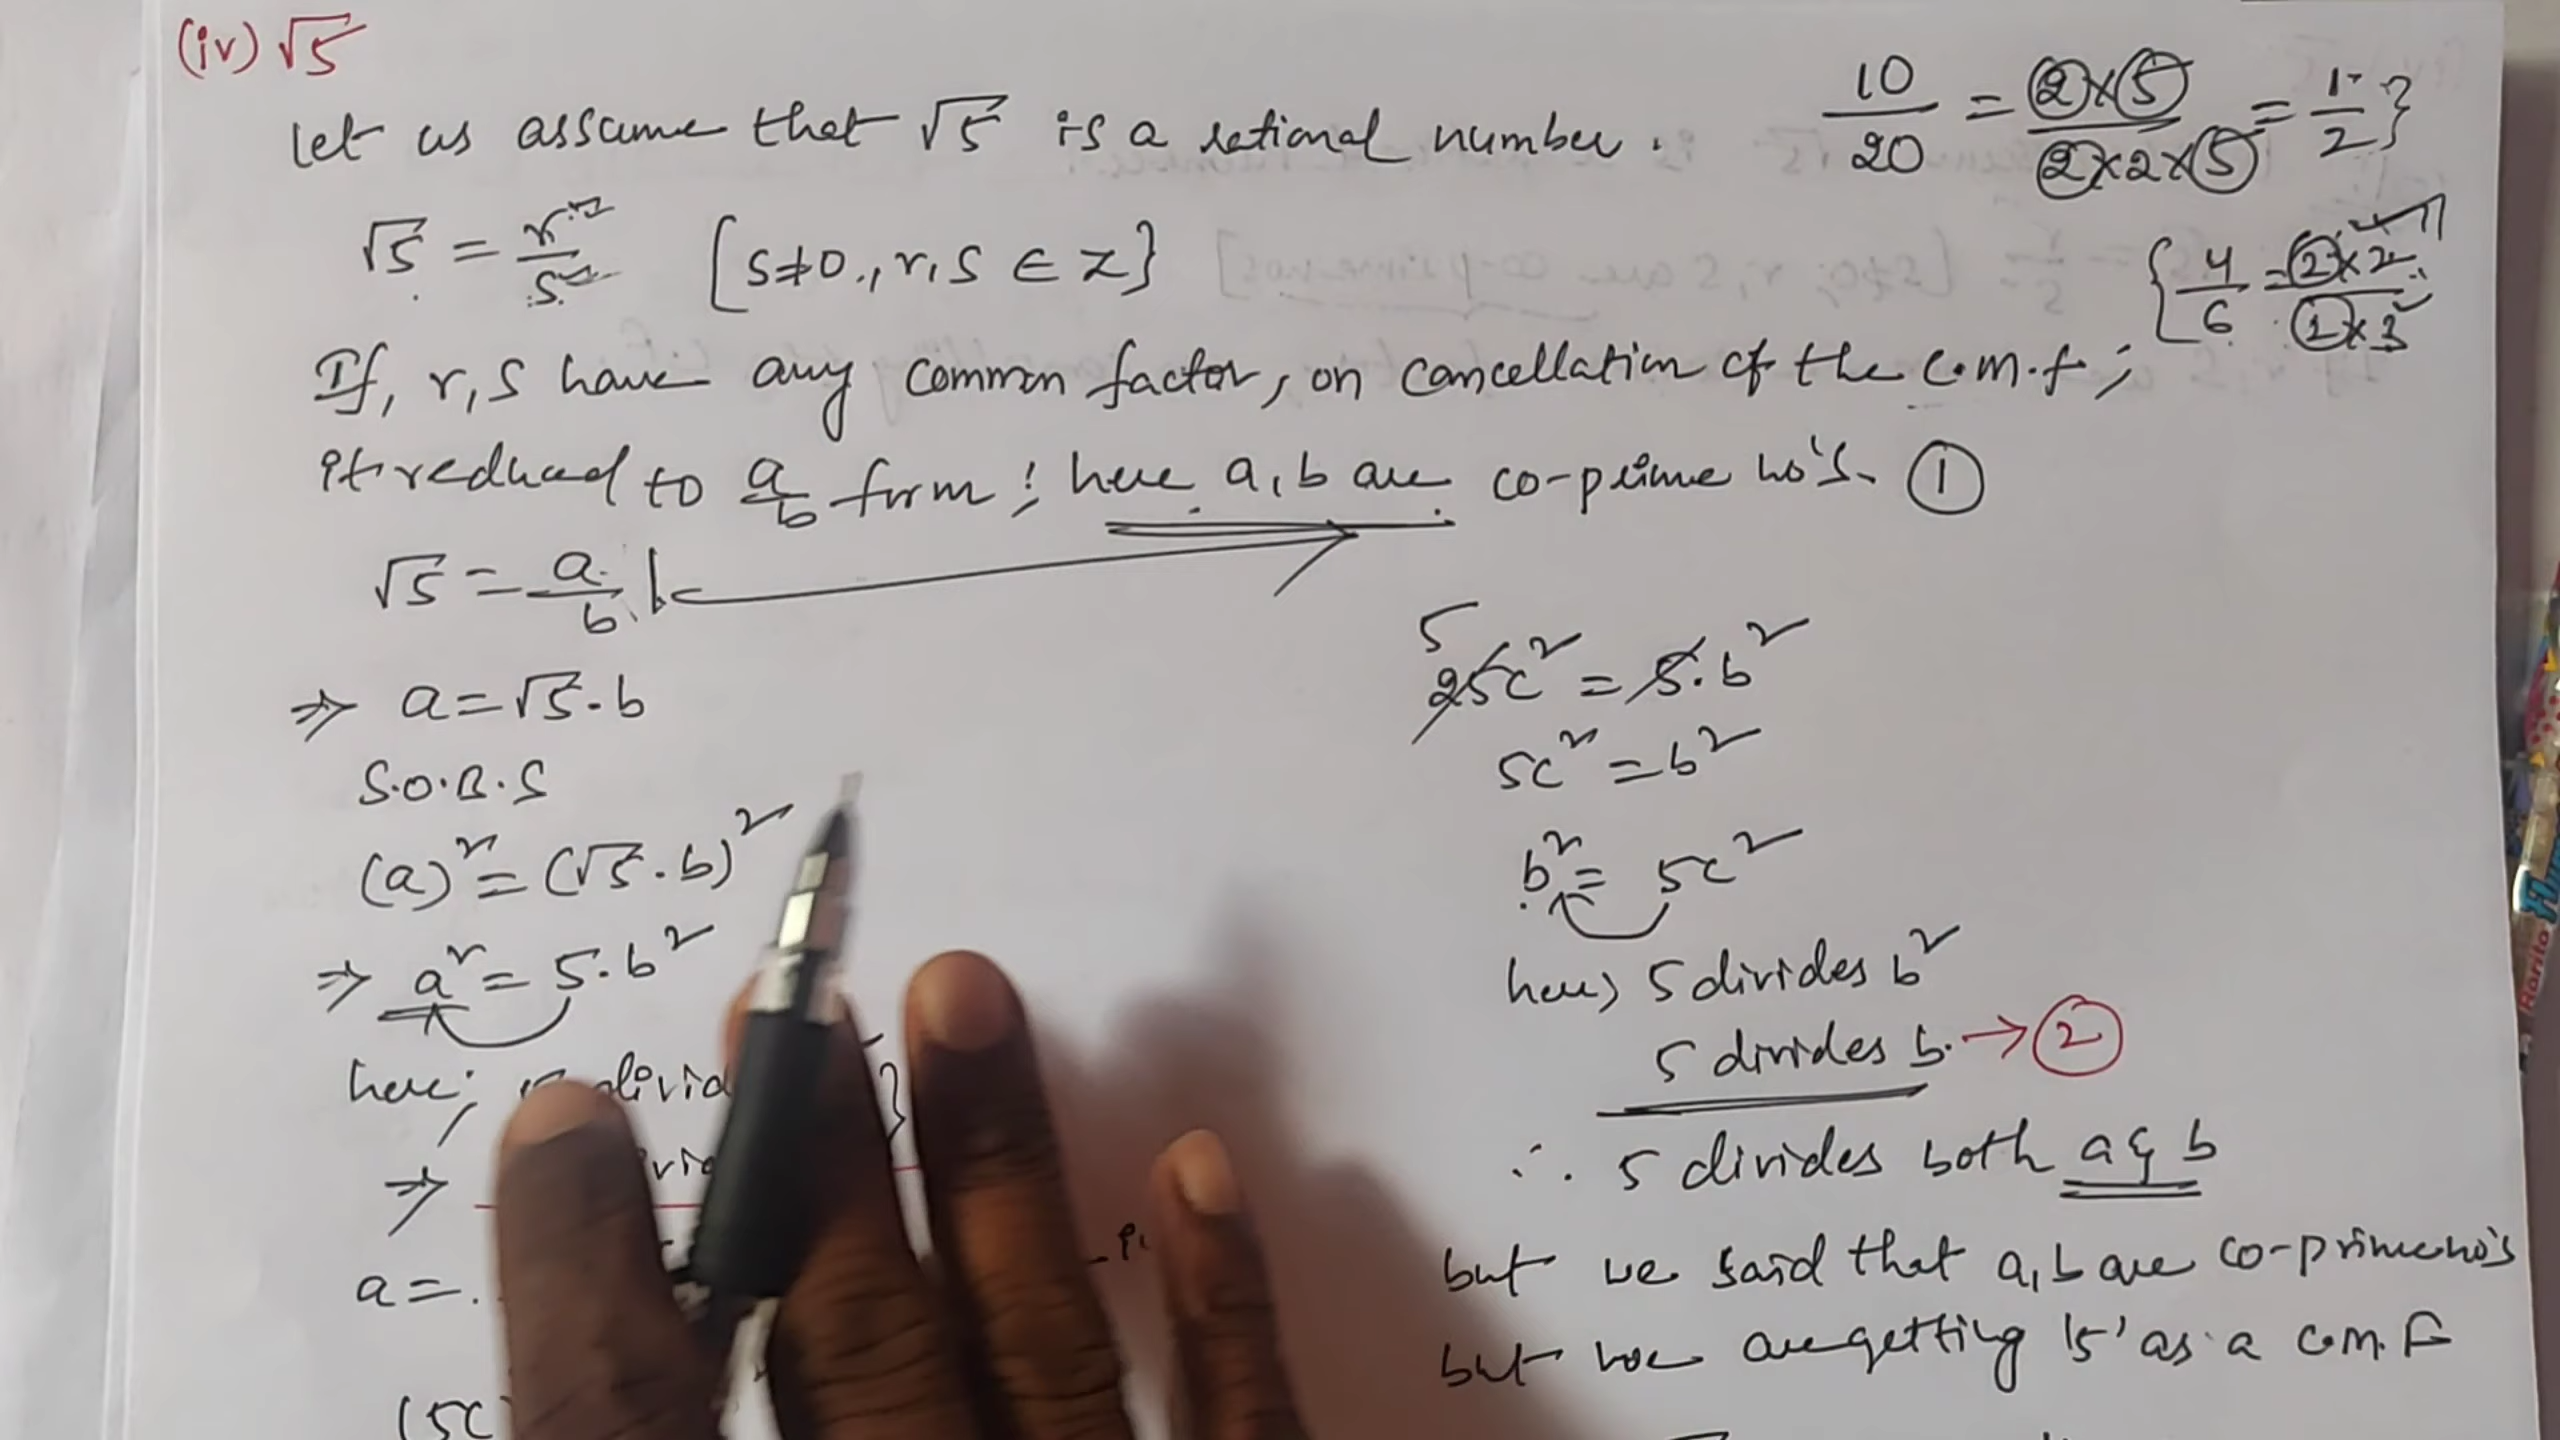 (iv) √5
let us assume that √5 is a rational number.
10/20 = 2×5/2×2×5 = 1/2}
√5 = r/s [s≠0., r,s ∈ z}
{4/6 = 2×2/2×3
If, r,s have any common factor, on cancellation of the c.m.f;
it reduced to a/b form; here a,b are co-prime no's. ①
√5 = a/b
⇒ a=√5.b
S.O.B.S
(a)² = (√5.b)²
⇒ a² = 5.b²
here;
⇒
a=
(5c
5
25c² = 5.b²
5c² = b²
b² = 5c²
here, 5 divides b²
5 divides b. → ②
∴ 5 divides both a & b
but we said that a,b are co-prime no's
but we are getting '5' as a c.m.F